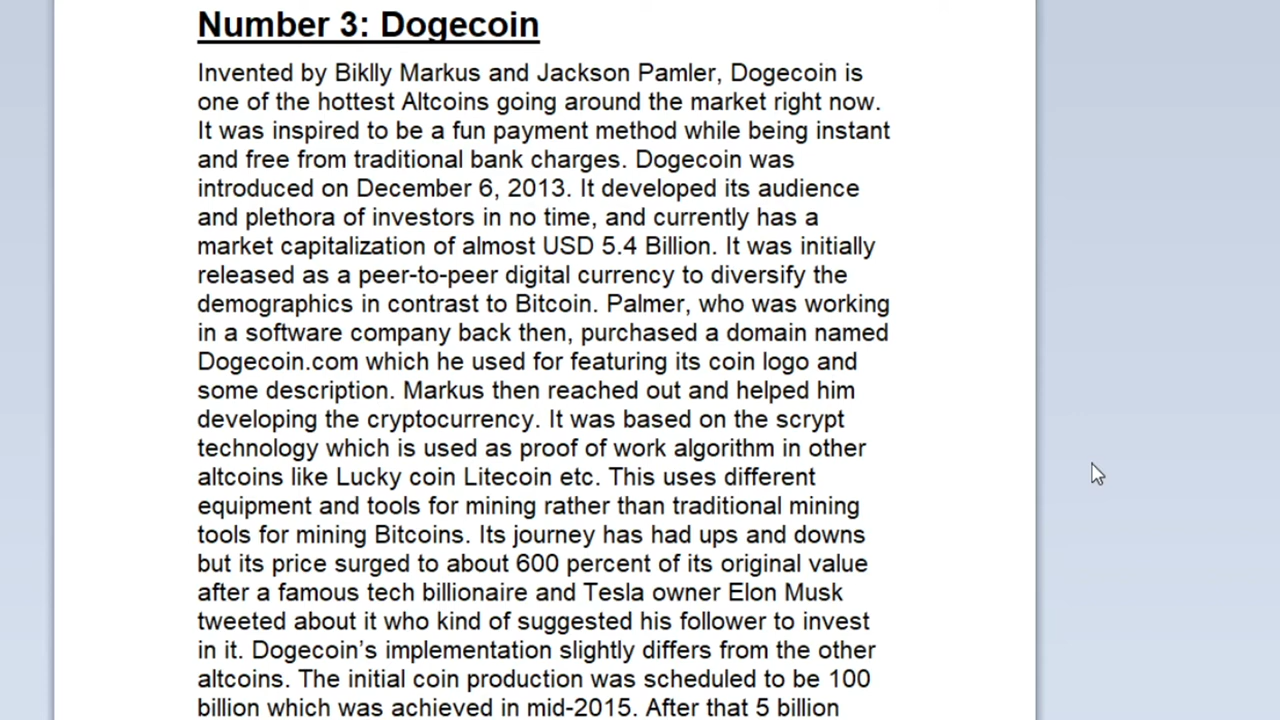 Number 3: Dogecoin
Invented by Biklly Markus and Jackson Pamler, Dogecoin is
one of the hottest Altcoins going around the market right now.
It was inspired to be a fun payment method while being instant
and free from traditional bank charges. Dogecoin was
introduced on December 6, 2013. It developed its audience
and plethora of investors in no time, and currently has a
market capitalization of almost USD 5.4 Billion. It was initially
released as a peer-to-peer digital currency to diversify the
demographics in contrast to Bitcoin. Palmer, who was working
in a software company back then, purchased a domain named
Dogecoin.com which he used for featuring its coin logo and
some description. Markus then reached out and helped him
developing the cryptocurrency. It was based on the scrypt
technology which is used as proof of work algorithm in other
altcoins like Lucky coin Litecoin etc. This uses different
equipment and tools for mining rather than traditional mining
tools for mining Bitcoins. Its journey has had ups and downs
but its price surged to about 600 percent of its original value
after a famous tech billionaire and Tesla owner Elon Musk
tweeted about it who kind of suggested his follower to invest
in it. Dogecoin’s implementation slightly differs from the other
altcoins. The initial coin production was scheduled to be 100
billion which was achieved in mid-2015. After that 5 billion